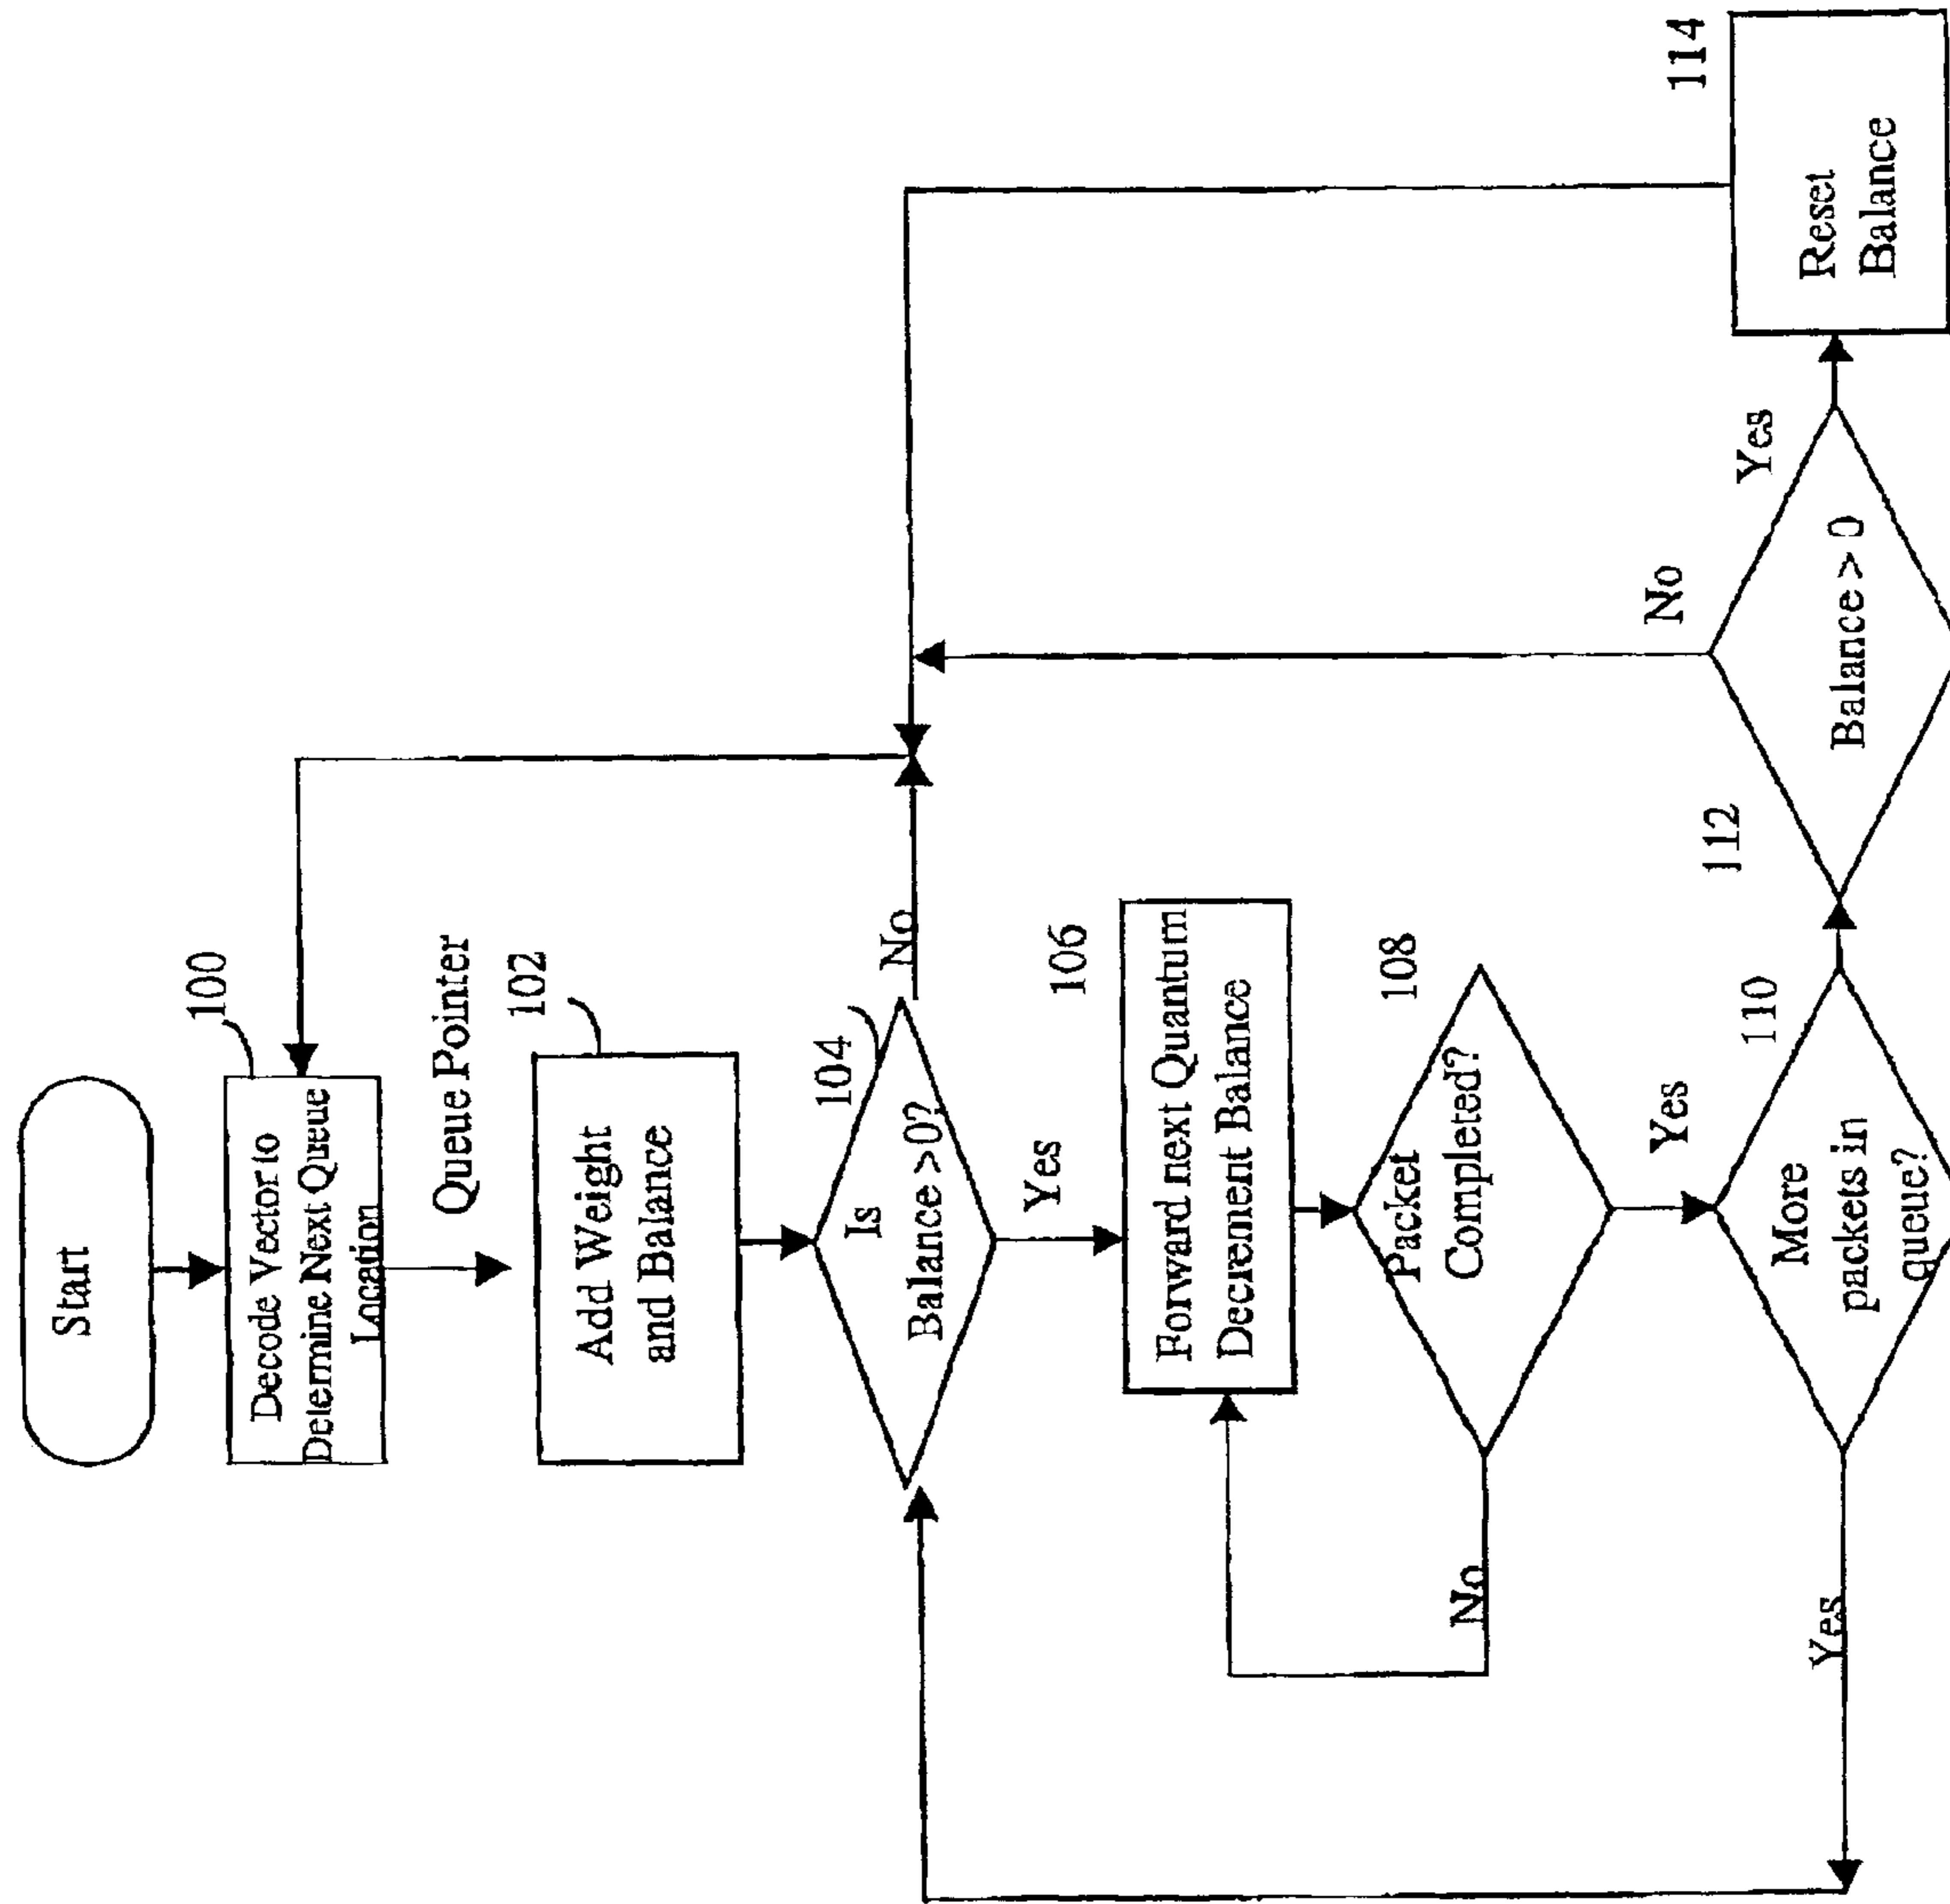 Start
100
Decode Vector to
Determine Next Queue
Location
Queue Pointer
102
Add Weight
and Balance
104
Is
Balance >0?
No
Yes
106
Forward next Quantum
Decrement Balance
108
Packet
Completed?
No
Yes
110
More
packets in
queue?
Yes
112
Balance > 0
No
Yes
114
Reset
Balance